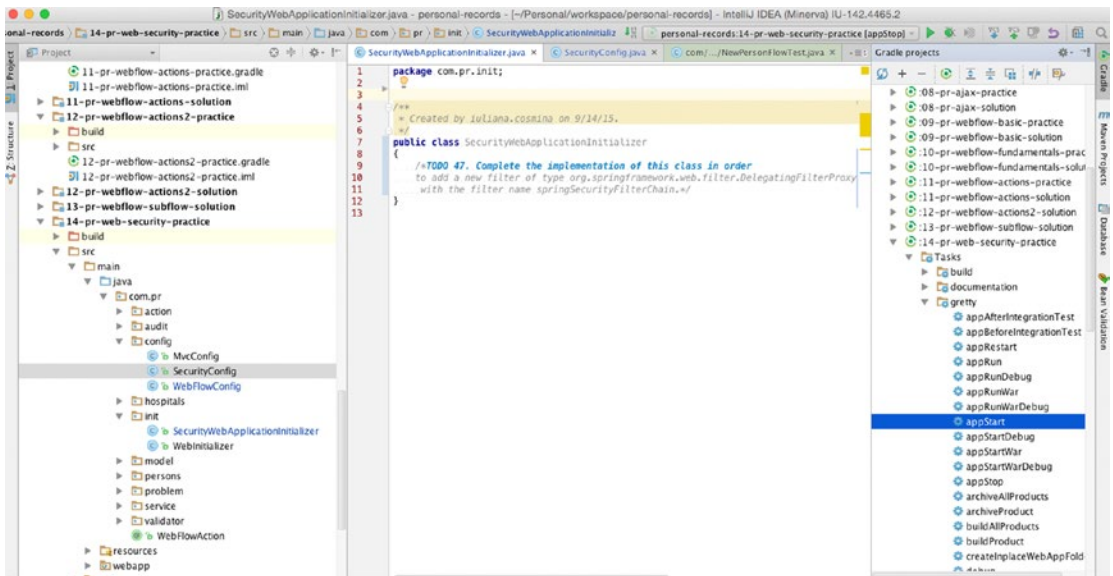 SecurityWebApplicationInitializer.java - personal-records - [~/Personal/workspace/personal-records] - IntelliJ IDEA (Minerva) IU-142.4465.2
onal-records
14-pr-web-security-practice
src
main
java
com
pr
init
SecurityWebApplicationInitializ
personal-records:14-pr-web-security-practice [appStop]
1: Project
7: Structure
Project
11-pr-webflow-actions-practice.gradle
11-pr-webflow-actions-practice.iml
11-pr-webflow-actions-solution
12-pr-webflow-actions2-practice
build
src
12-pr-webflow-actions2-practice.gradle
12-pr-webflow-actions2-practice.iml
12-pr-webflow-actions2-solution
13-pr-webflow-subflow-solution
14-pr-web-security-practice
build
src
main
java
com.pr
action
audit
config
MvcConfig
SecurityConfig
WebFlowConfig
hospitals
init
SecurityWebApplicationInitializer
WebInitializer
model
persons
problem
service
validator
WebFlowAction
resources
webapp
SecurityWebApplicationInitializer.java ×
SecurityConfig.java ×
com/.../NewPersonFlowTest.java ×
1 package com.pr.init;
2
3
4 /**
5 * Created by iuliana.cosmina on 9/14/15.
6 */
7 public class SecurityWebApplicationInitializer
8 {
9 /*TODO 47. Complete the implementation of this class in order
10 to add a new filter of type org.springframework.web.filter.DelegatingFilterProxy
11 with the filter name springSecurityFilterChain.*/
12 }
13
Gradle projects
:08-pr-ajax-practice
:08-pr-ajax-solution
:09-pr-webflow-basic-practice
:09-pr-webflow-basic-solution
:10-pr-webflow-fundamentals-prac
:10-pr-webflow-fundamentals-solut
:11-pr-webflow-actions-practice
:11-pr-webflow-actions-solution
:12-pr-webflow-actions2-solution
:13-pr-webflow-subflow-solution
:14-pr-web-security-practice
Tasks
build
documentation
gretty
appAfterIntegrationTest
appBeforeIntegrationTest
appRestart
appRun
appRunDebug
appRunWar
appRunWarDebug
appStart
appStartDebug
appStartWar
appStartWarDebug
appStop
archiveAllProducts
archiveProduct
buildAllProducts
buildProduct
createInplaceWebAppFold
debug
Gradle
Maven Projects
Database
Bean Validation